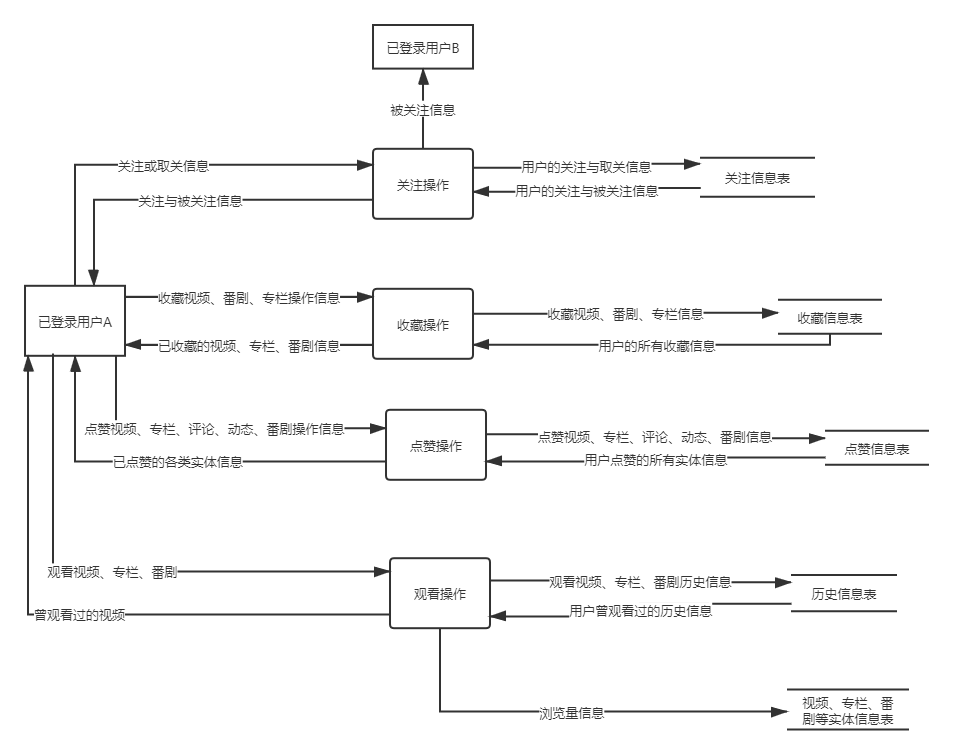 已登录用户B
被关注信息
关注或取关信息
用户的关注与取关信息
关注操作
关注信息表
关注与被关注信息
用户的关注与被关注信息
收藏视频、番剧、专栏操作信息
已登录用户A
收藏操作
收藏视频、番剧、专栏信息
收藏信息表
已收藏的视频、专栏、番剧信息
用户的所有收藏信息
点赞视频、专栏、评论、动态、番剧操作信息
点赞操作
点赞视频、专栏、评论、动态、番剧信息
点赞信息表
已点赞的各类实体信息
用户点赞的所有实体信息
观看视频、专栏、番剧
观看操作
观看视频、专栏、番剧历史信息
历史信息表
曾观看过的视频
用户曾观看过的历史信息
浏览量信息
视频、专栏、番
剧等实体信息表